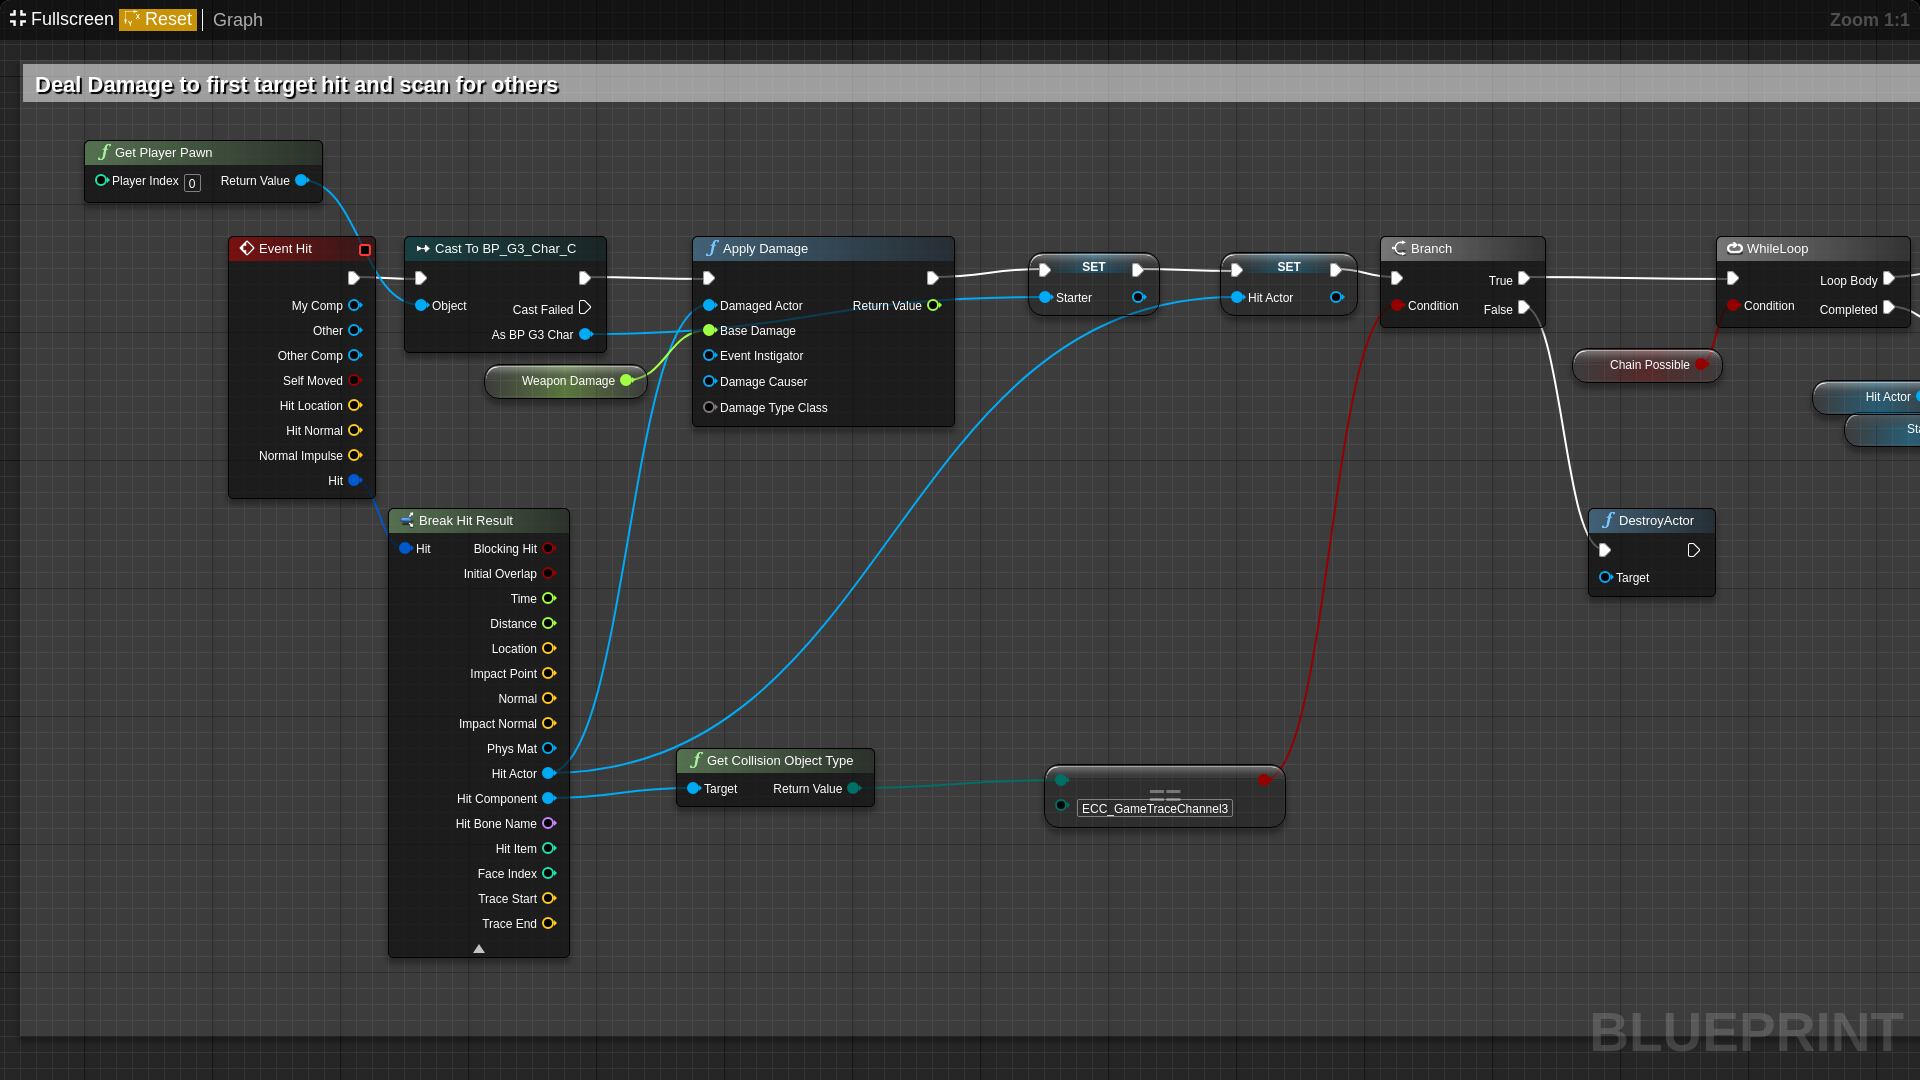 Fullscreen Reset Graph Zoom 1:1
Deal Damage to first target hit and scan for others
Get Player Pawn
Player Index 0 Return Value
Event Hit
My Comp
Other
Other Comp
Self Moved
Hit Location
Hit Normal
Normal Impulse
Hit
Cast To BP_G3_Char_C
Object
Cast Failed
As BP G3 Char
Weapon Damage
Apply Damage
Damaged Actor Return Value
Base Damage
Event Instigator
Damage Causer
Damage Type Class
SET
Starter
SET
Hit Actor
Branch
True
Condition
False
WhileLoop
Loop Body
Condition
Completed
Chain Possible
Hit Actor
Break Hit Result
Hit Blocking Hit
Initial Overlap
Time
Distance
Location
Impact Point
Normal
Impact Normal
Phys Mat
Hit Actor
Hit Component
Hit Bone Name
Hit Item
Face Index
Trace Start
Trace End
Get Collision Object Type
Target Return Value
==
ECC_GameTraceChannel3
DestroyActor
Target
BLUEPRINT